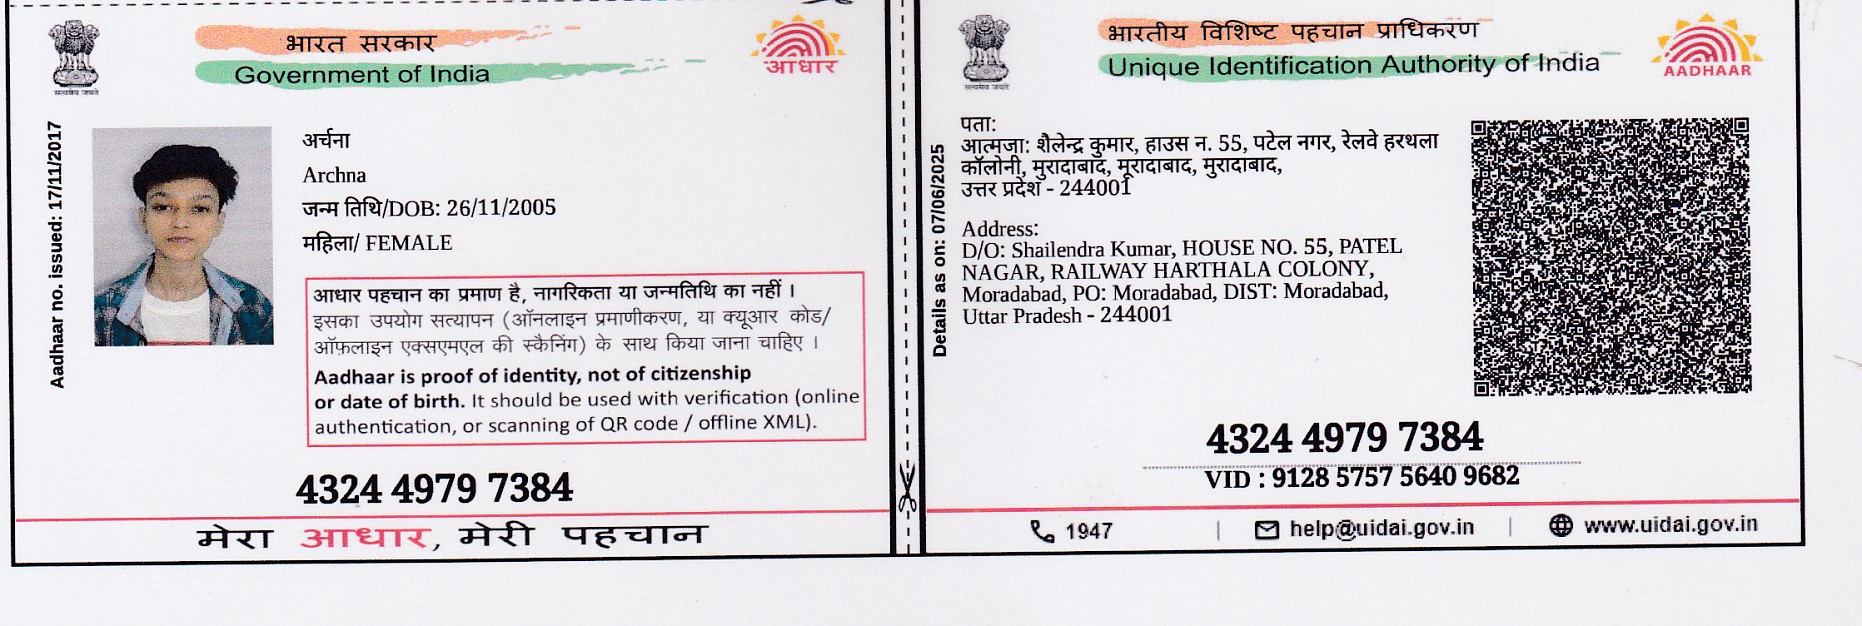 भारत सरकार
Government of India
आधार
Aadhaar no. issued: 17/11/2017
अर्चना
Archna
जन्म तिथि/DOB: 26/11/2005
महिला/ FEMALE
आधार पहचान का प्रमाण है, नागरिकता या जन्मतिथि का नहीं ।
इसका उपयोग सत्यापन (ऑनलाइन प्रमाणीकरण, या क्यूआर कोड/
ऑफ़लाइन एक्सएमएल की स्कैनिंग) के साथ किया जाना चाहिए ।
Aadhaar is proof of identity, not of citizenship
or date of birth. It should be used with verification (online
authentication, or scanning of QR code / offline XML).
4324 4979 7384
मेरा आधार, मेरी पहचान
सत्यमेव जयते
भारतीय विशिष्ट पहचान प्राधिकरण
Unique Identification Authority of India
AADHAAR
सत्यमेव जयते
Details as on: 07/06/2025
पता:
आत्मजा: शैलेन्द्र कुमार, हाउस न. 55, पटेल नगर, रेलवे हरथला
कॉलोनी, मुरादाबाद, मूरादाबाद, मुरादाबाद,
उत्तर प्रदेश - 244001
Address:
D/O: Shailendra Kumar, HOUSE NO. 55, PATEL
NAGAR, RAILWAY HARTHALA COLONY,
Moradabad, PO: Moradabad, DIST: Moradabad,
Uttar Pradesh - 244001
4324 4979 7384
VID : 9128 5757 5640 9682
1947 | help@uidai.gov.in | www.uidai.gov.in